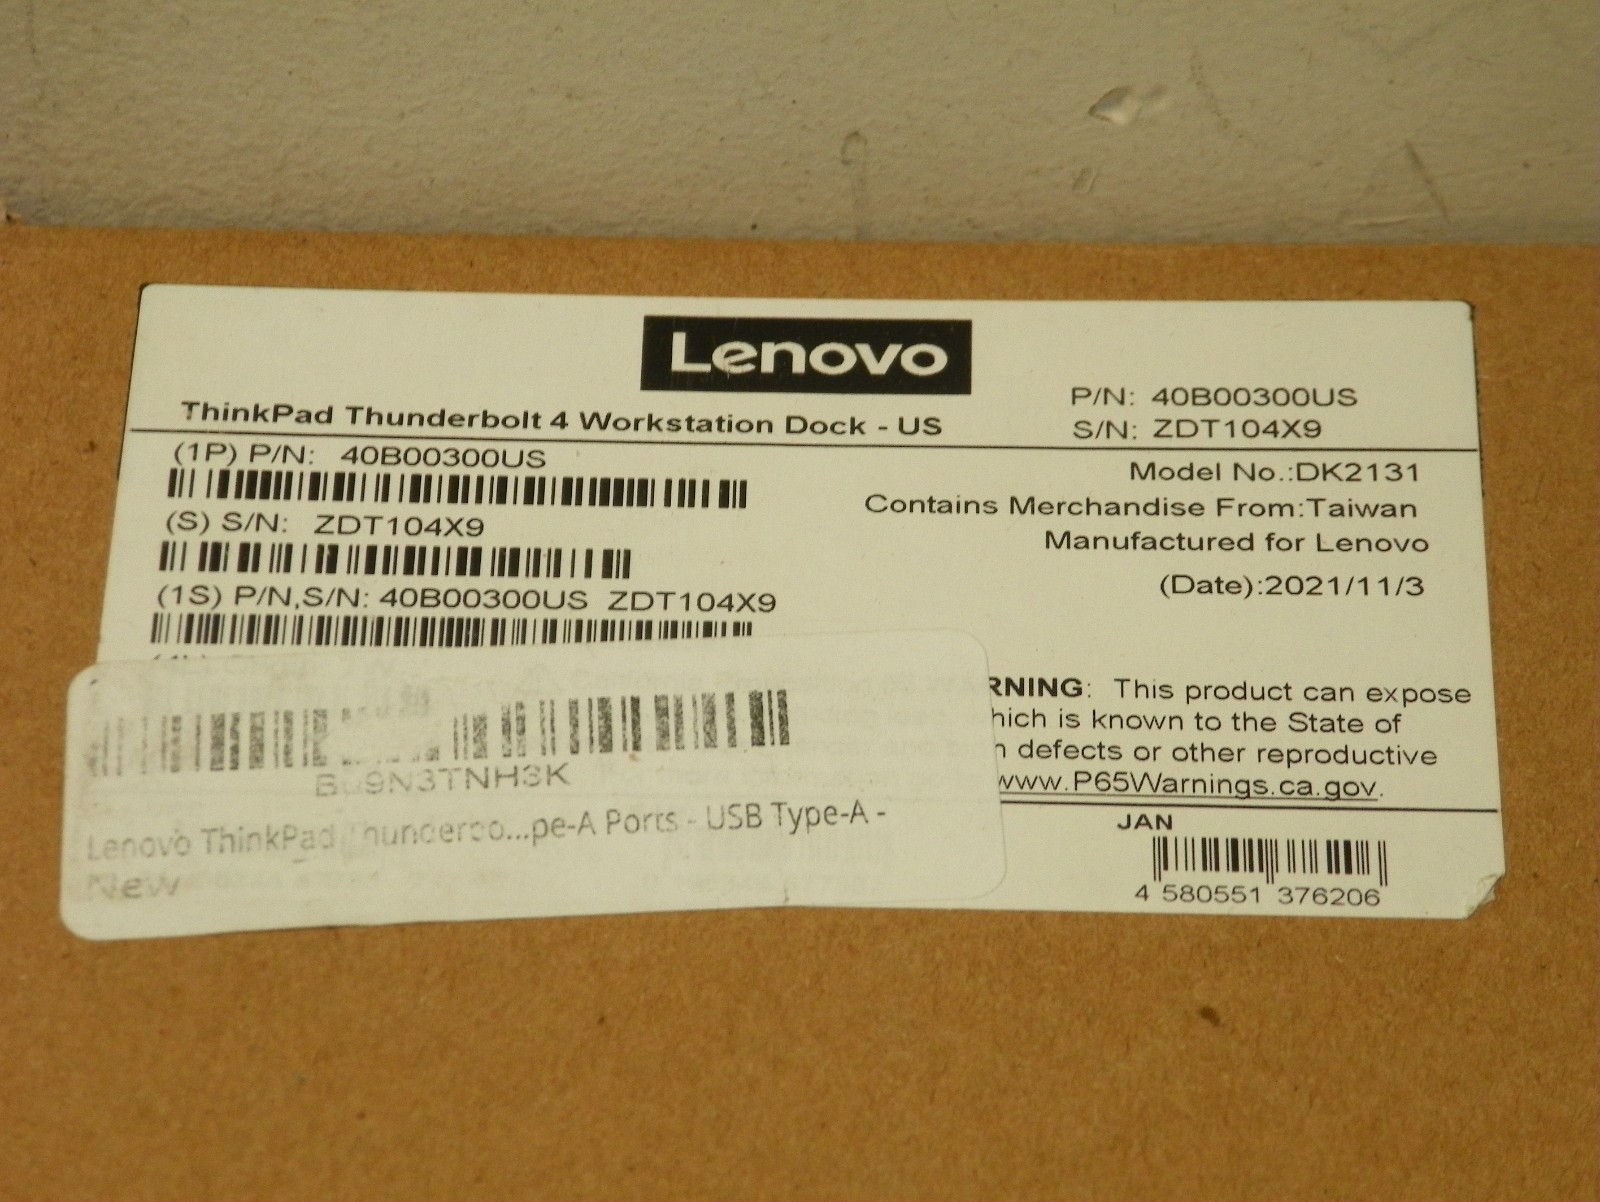 Lenovo
ThinkPad Thunderbolt 4 Workstation Dock - US
P/N: 40B00300US
S/N: ZDT104X9
(1P) P/N: 40B00300US
(S) S/N: ZDT104X9
(1S) P/N,S/N: 40B00300US ZDT104X9
Model No.:DK2131
Contains Merchandise From:Taiwan
Manufactured for Lenovo
(Date):2021/11/3
RNING: This product can expose
hich is known to the State of
n defects or other reproductive
www.P65Warnings.ca.gov.
Lenovo ThinkPad ...pe-A Ports - USB Type-A -
New
JAN
4 580551 376206